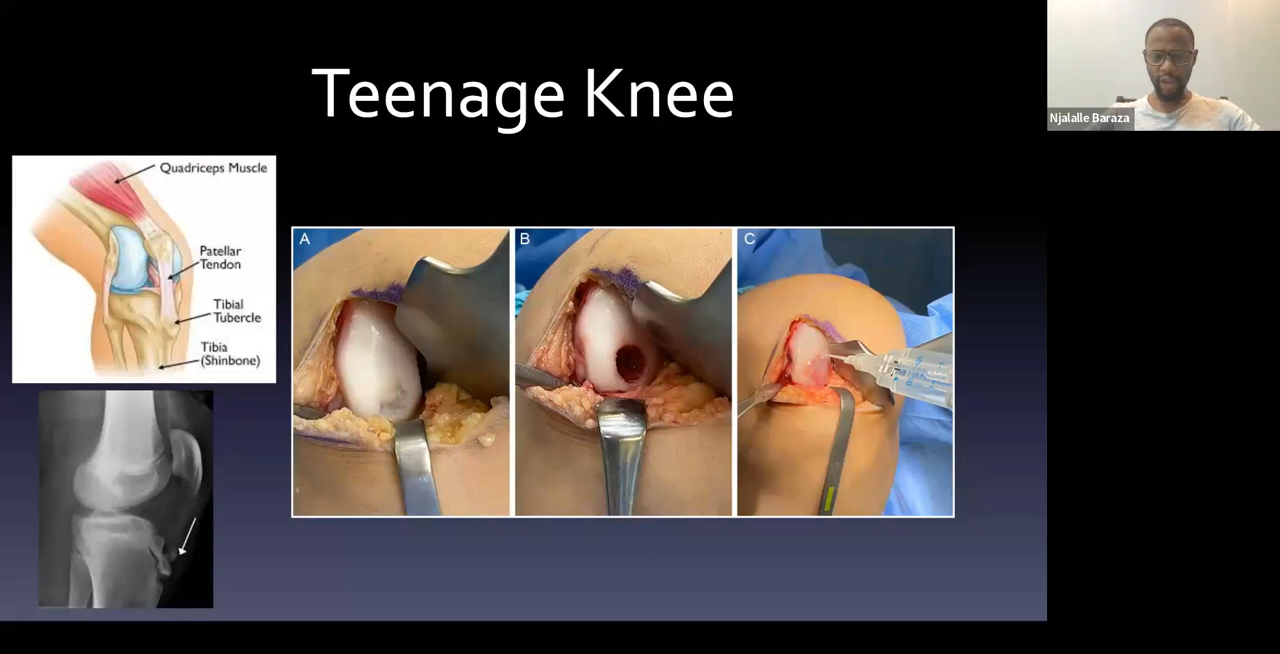 Teenage Knee
Njalalle Baraza
Quadriceps Muscle
Patellar
Tendon
Tibial
Tubercle
Tibia
(Shinbone)
A
B
C